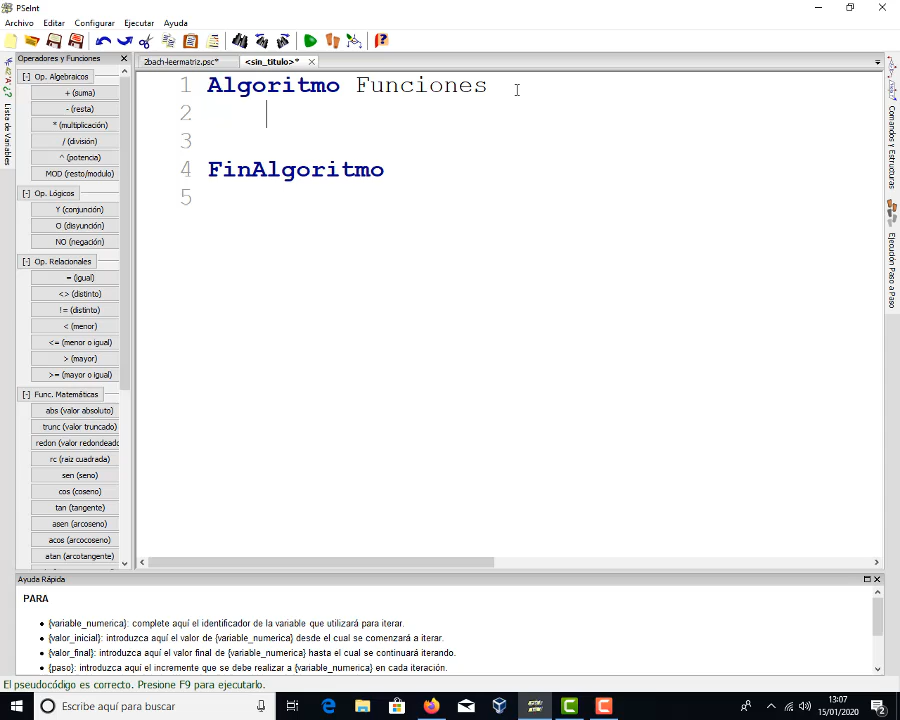 PSeInt
Archivo Editar Configurar Ejecutar Ayuda
Operadores y Funciones
2bach-leermatriz.psc* <sin_titulo>*
Lista de Variables
[-] Op. Algebraicos
+ (suma)
- (resta)
* (multiplicación)
/ (división)
^ (potencia)
MOD (resto/modulo)
[-] Op. Lógicos
Y (conjunción)
O (disyunción)
NO (negación)
[-] Op. Relacionales
= (igual)
<> (distinto)
!= (distinto)
< (menor)
<= (menor o igual)
> (mayor)
>= (mayor o igual)
[-] Func. Matemáticas
abs (valor absoluto)
trunc (valor truncado)
redon (valor redondeado
rc (raiz cuadrada)
sen (seno)
cos (coseno)
tan (tangente)
asen (arcoseno)
acos (arcocoseno)
atan (arcotangente)
1 Algoritmo Funciones
2
3
4 FinAlgoritmo
5
Comandos y Estructuras
Ejecución Paso a Paso
Ayuda Rápida
PARA
{variable_numerica}: complete aquí el identificador de la variable que utilizará para iterar.
{valor_inicial}: introduzca aquí el valor de {variable_numerica} desde el cual se comenzará a iterar.
{valor_final}: introduzca aquí el valor final de {variable_numerica} hasta el cual se continuará iterando.
{paso}: introduzca aquí el incremento que se debe realizar a {variable_numerica} en cada iteración.
El pseudocódigo es correcto. Presione F9 para ejecutarlo.
Escribe aquí para buscar
13:07
15/01/2020
2